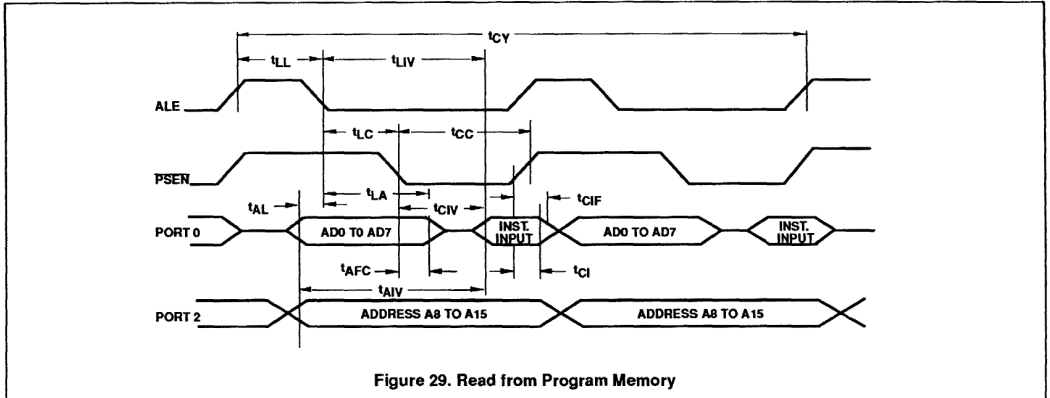 tCY
tLL
tLIV
ALE
tLC
tCC
PSEN
tLA
tAL
tCIV
tCIF
PORT 0
AD0 T0 AD7
INST.
INPUT
AD0 TO AD7
INST.
INPUT
tAFC
tCI
tAIV
PORT 2
ADDRESS A8 TO A15
ADDRESS A8 TO A15
Figure 29. Read from Program Memory